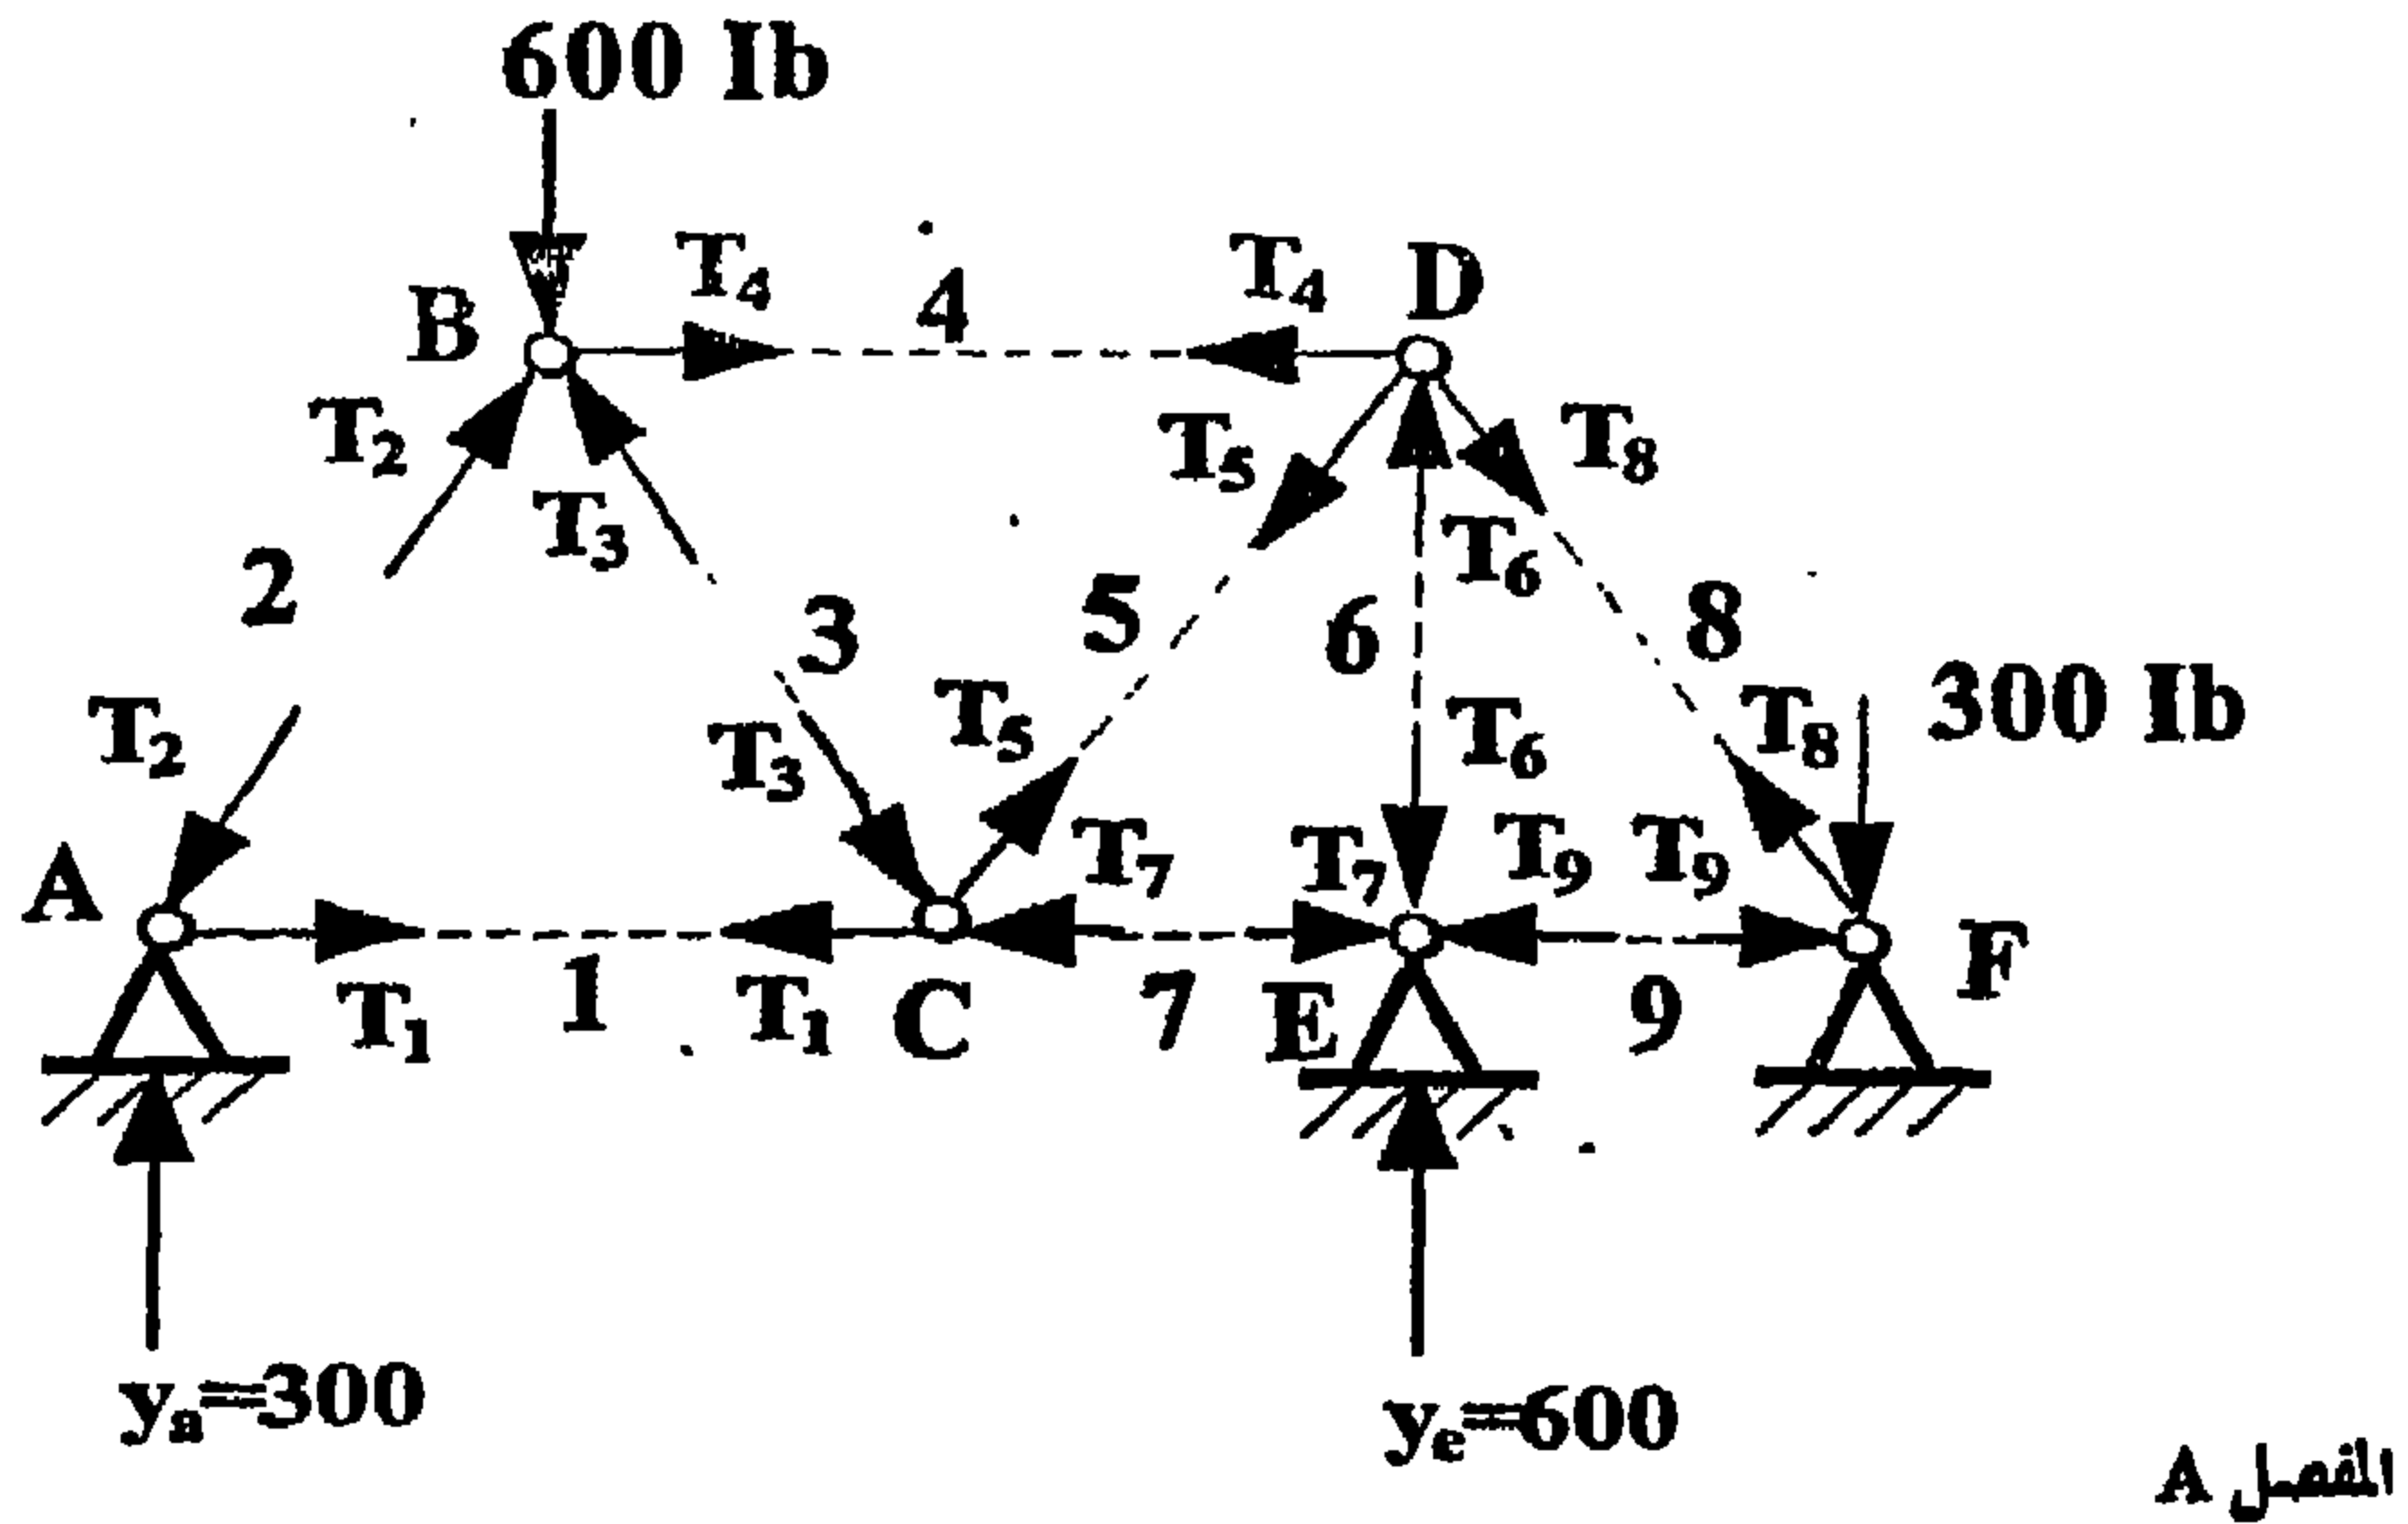 600 Ib
T₄ 4 T₄ D
B
T₂ T₃ T₅ T₈
T₆
2 3 5 6 8
T₂ T₃ T₅ T₆ T₈ 300 Ib
A T₇ T₇ T₉ T₉
F
T₁ 1 T₁ C 7 E 9
yₐ=300
yₑ=600
المفصل A